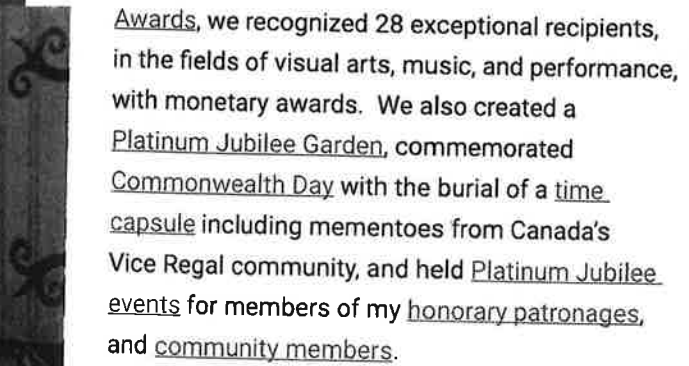 Awards, we recognized 28 exceptional recipients,
in the fields of visual arts, music, and performance,
with monetary awards.  We also created a
Platinum Jubilee Garden, commemorated
Commonwealth Day with the burial of a time
capsule including mementoes from Canada's
Vice Regal community, and held Platinum Jubilee
events for members of my honorary patronages,
and community members.